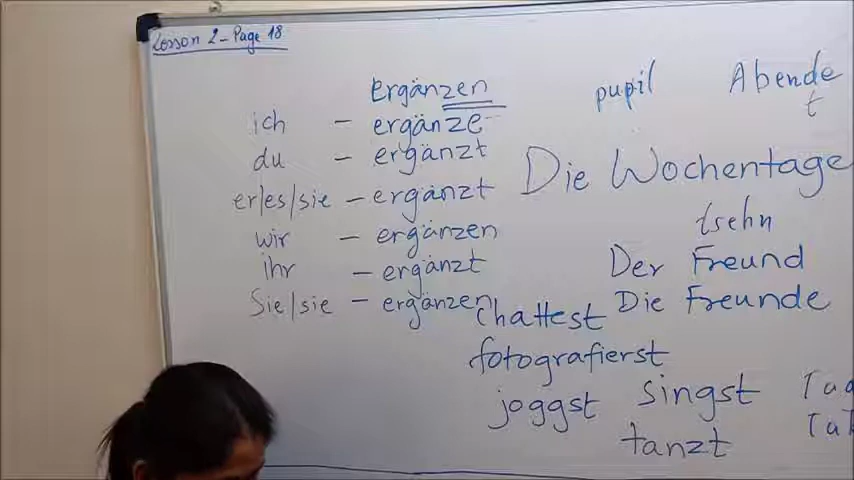 Lesson 2 - Page 18
ergänzen
ich - ergänze
du - ergänzt
er/es/sie - ergänzt
wir - ergänzen
ihr - ergänzt
Sie/sie - ergänzen
pupil
Abende
t
Die Wochentage
tsehn
Der Freund
Die Freunde
chattest
fotografierst
joggst
singst
tanzt